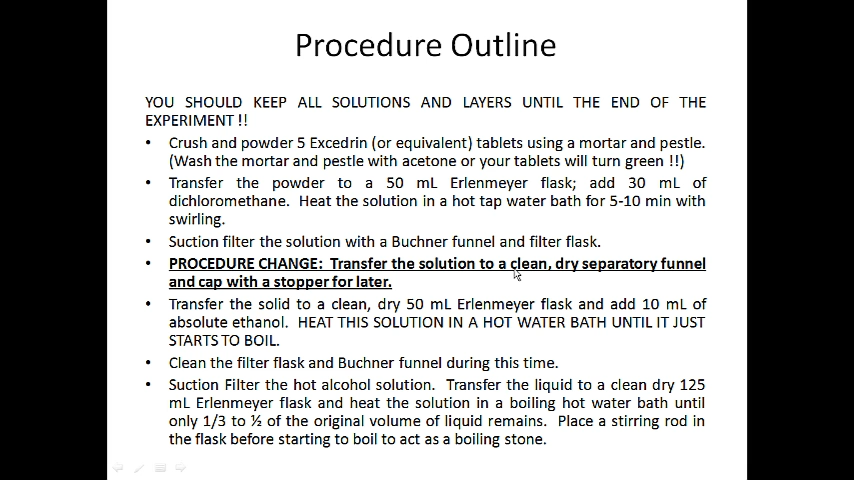 Procedure Outline
YOU SHOULD KEEP ALL SOLUTIONS AND LAYERS UNTIL THE END OF THE
EXPERIMENT !!
• Crush and powder 5 Excedrin (or equivalent) tablets using a mortar and pestle.
(Wash the mortar and pestle with acetone or your tablets will turn green !!)
• Transfer the powder to a 50 mL Erlenmeyer flask; add 30 mL of
dichloromethane. Heat the solution in a hot tap water bath for 5-10 min with
swirling.
• Suction filter the solution with a Buchner funnel and filter flask.
• PROCEDURE CHANGE: Transfer the solution to a clean, dry separatory funnel
and cap with a stopper for later.
• Transfer the solid to a clean, dry 50 mL Erlenmeyer flask and add 10 mL of
absolute ethanol. HEAT THIS SOLUTION IN A HOT WATER BATH UNTIL IT JUST
STARTS TO BOIL.
• Clean the filter flask and Buchner funnel during this time.
• Suction Filter the hot alcohol solution. Transfer the liquid to a clean dry 125
mL Erlenmeyer flask and heat the solution in a boiling hot water bath until
only 1/3 to ½ of the original volume of liquid remains. Place a stirring rod in
the flask before starting to boil to act as a boiling stone.